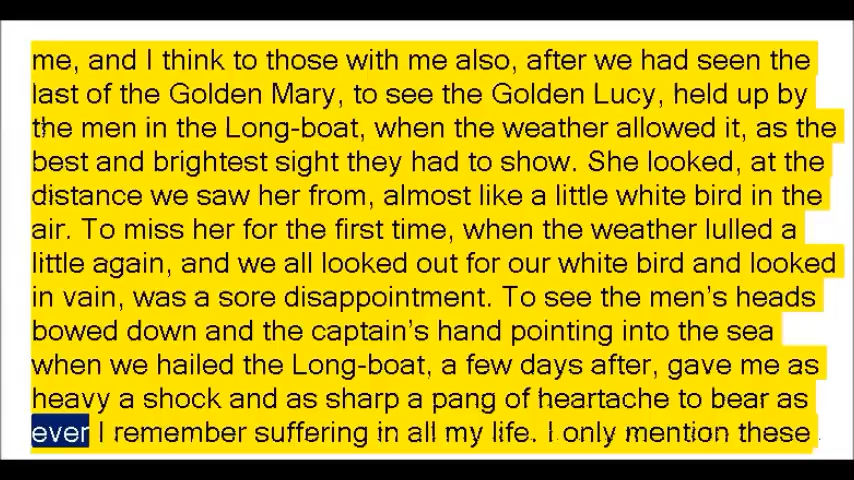 me, and I think to those with me also, after we had seen the
last of the Golden Mary, to see the Golden Lucy, held up by
the men in the Long-boat, when the weather allowed it, as the
best and brightest sight they had to show. She looked, at the
distance we saw her from, almost like a little white bird in the
air. To miss her for the first time, when the weather lulled a
little again, and we all looked out for our white bird and looked
in vain, was a sore disappointment. To see the men’s heads
bowed down and the captain’s hand pointing into the sea
when we hailed the Long-boat, a few days after, gave me as
heavy a shock and as sharp a pang of heartache to bear as
ever I remember suffering in all my life. I only mention these